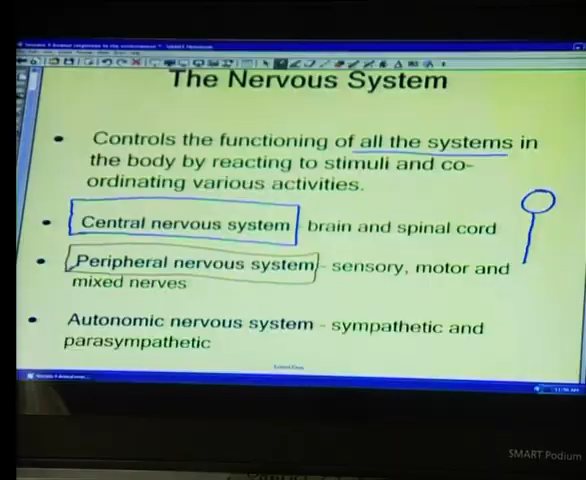 The Nervous System
• Controls the functioning of all the systems in
the body by reacting to stimuli and co-
ordinating various activities.
• Central nervous system - brain and spinal cord
• Peripheral nervous system - sensory, motor and
mixed nerves
• Autonomic nervous system - sympathetic and
parasympathetic
SMART Podium